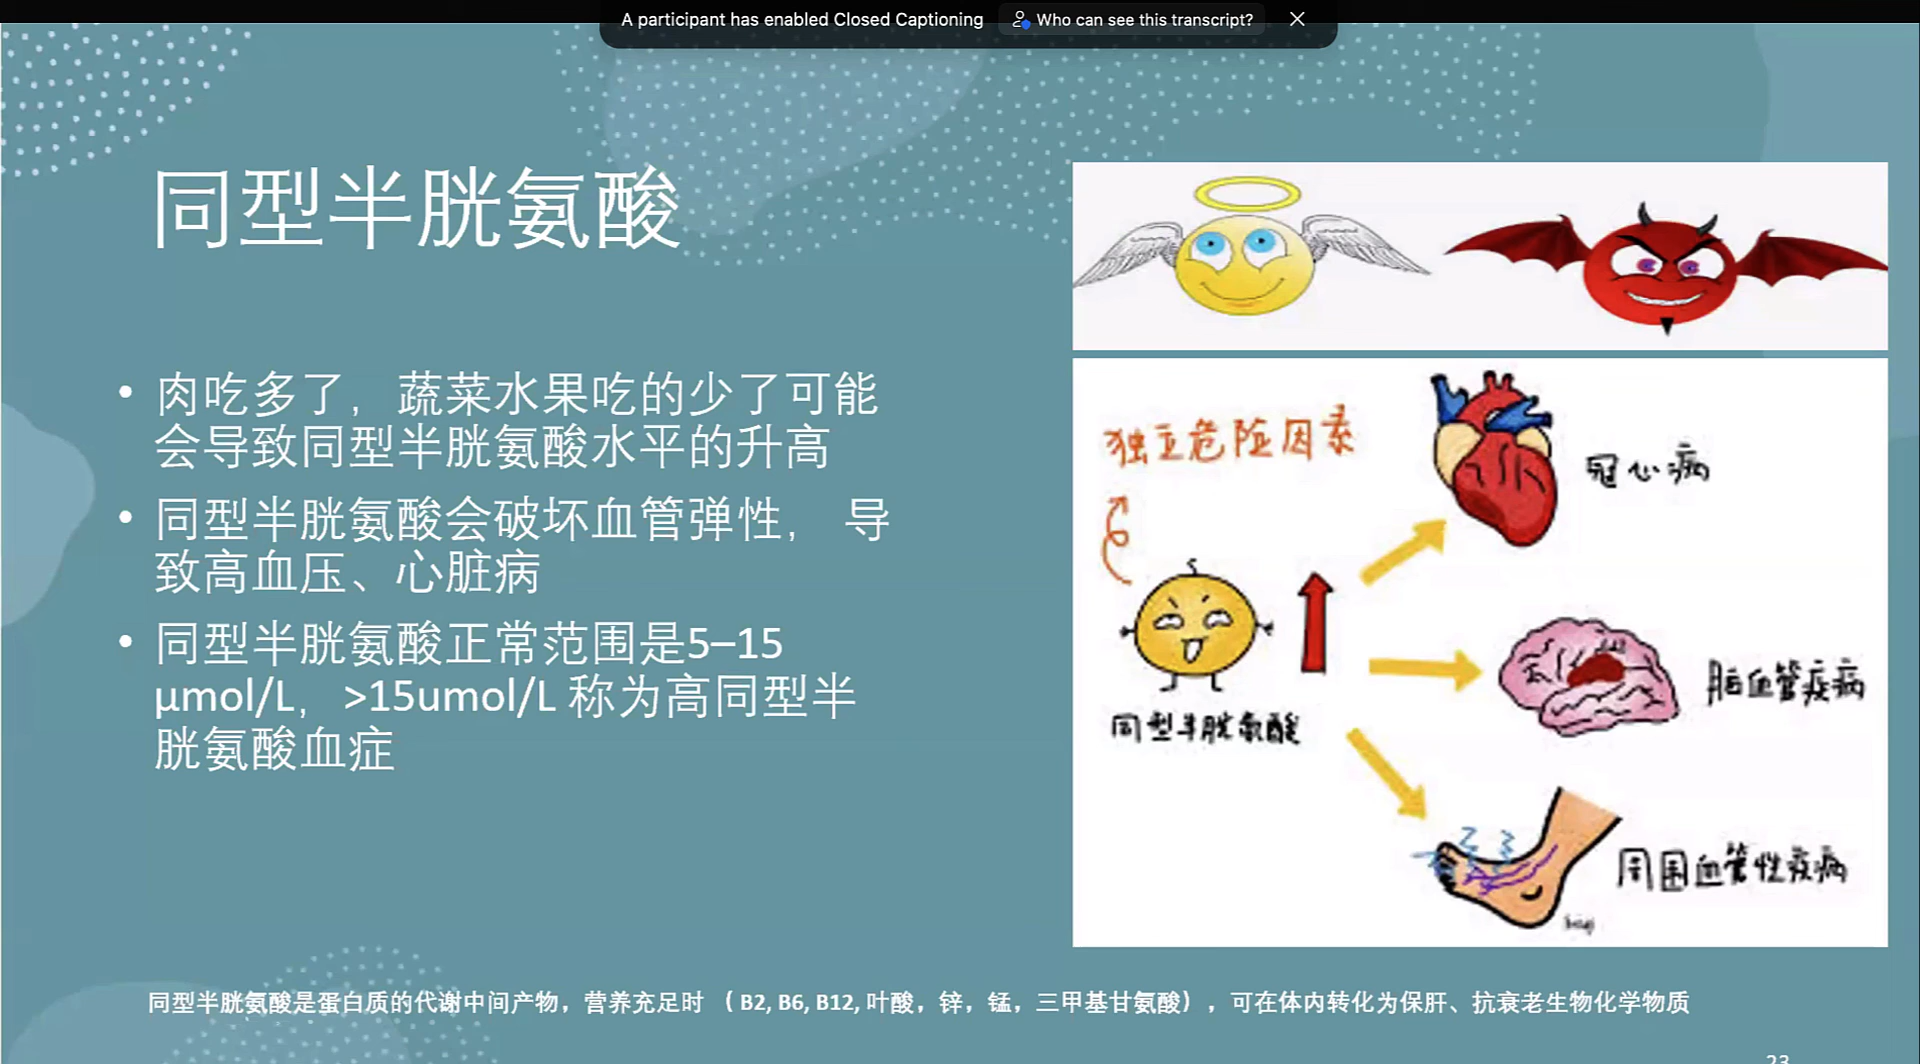 A participant has enabled Closed Captioning
Who can see this transcript?
同型半胱氨酸
• 肉吃多了，蔬菜水果吃的少了可能
会导致同型半胱氨酸水平的升高
• 同型半胱氨酸会破坏血管弹性， 导
致高血压、心脏病
• 同型半胱氨酸正常范围是5–15
μmol/L，>15umol/L 称为高同型半
胱氨酸血症
独立危险因素
冠心病
同型半胱氨酸
脑血管疾病
周围血管性疾病
同型半胱氨酸是蛋白质的代谢中间产物，营养充足时 （ B2, B6, B12, 叶酸，锌，锰，三甲基甘氨酸），可在体内转化为保肝、抗衰老生物化学物质
23